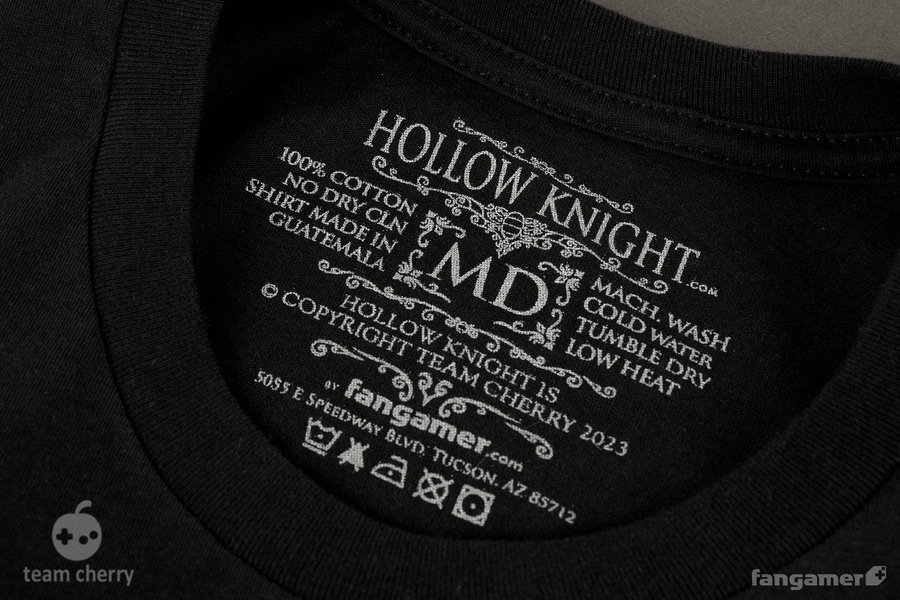 HOLLOW KNIGHT.com
100% COTTON
NO DRY CLN
SHIRT MADE IN
GUATEMALA
MD
MACH. WASH
COLD WATER
TUMBLE DRY
LOW HEAT
HOLLOW KNIGHT IS
© COPYRIGHT TEAM CHERRY 2023
BY fangamer.com
5055 E SPEEDWAY BLVD, TUCSON, AZ 85712
team cherry
fangamer